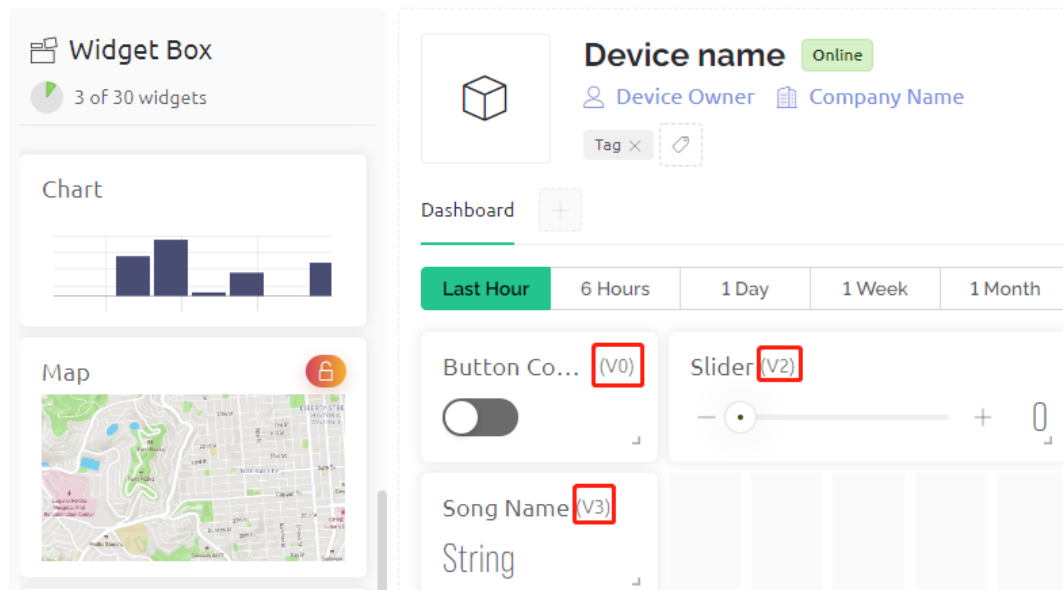 Widget Box
3 of 30 widgets
Chart
Map
Device name Online
Device Owner Company Name
Tag
Dashboard
Last Hour 6 Hours 1 Day 1 Week 1 Month
Button Co... (V0)
Slider (V2)
0
Song Name (V3)
String